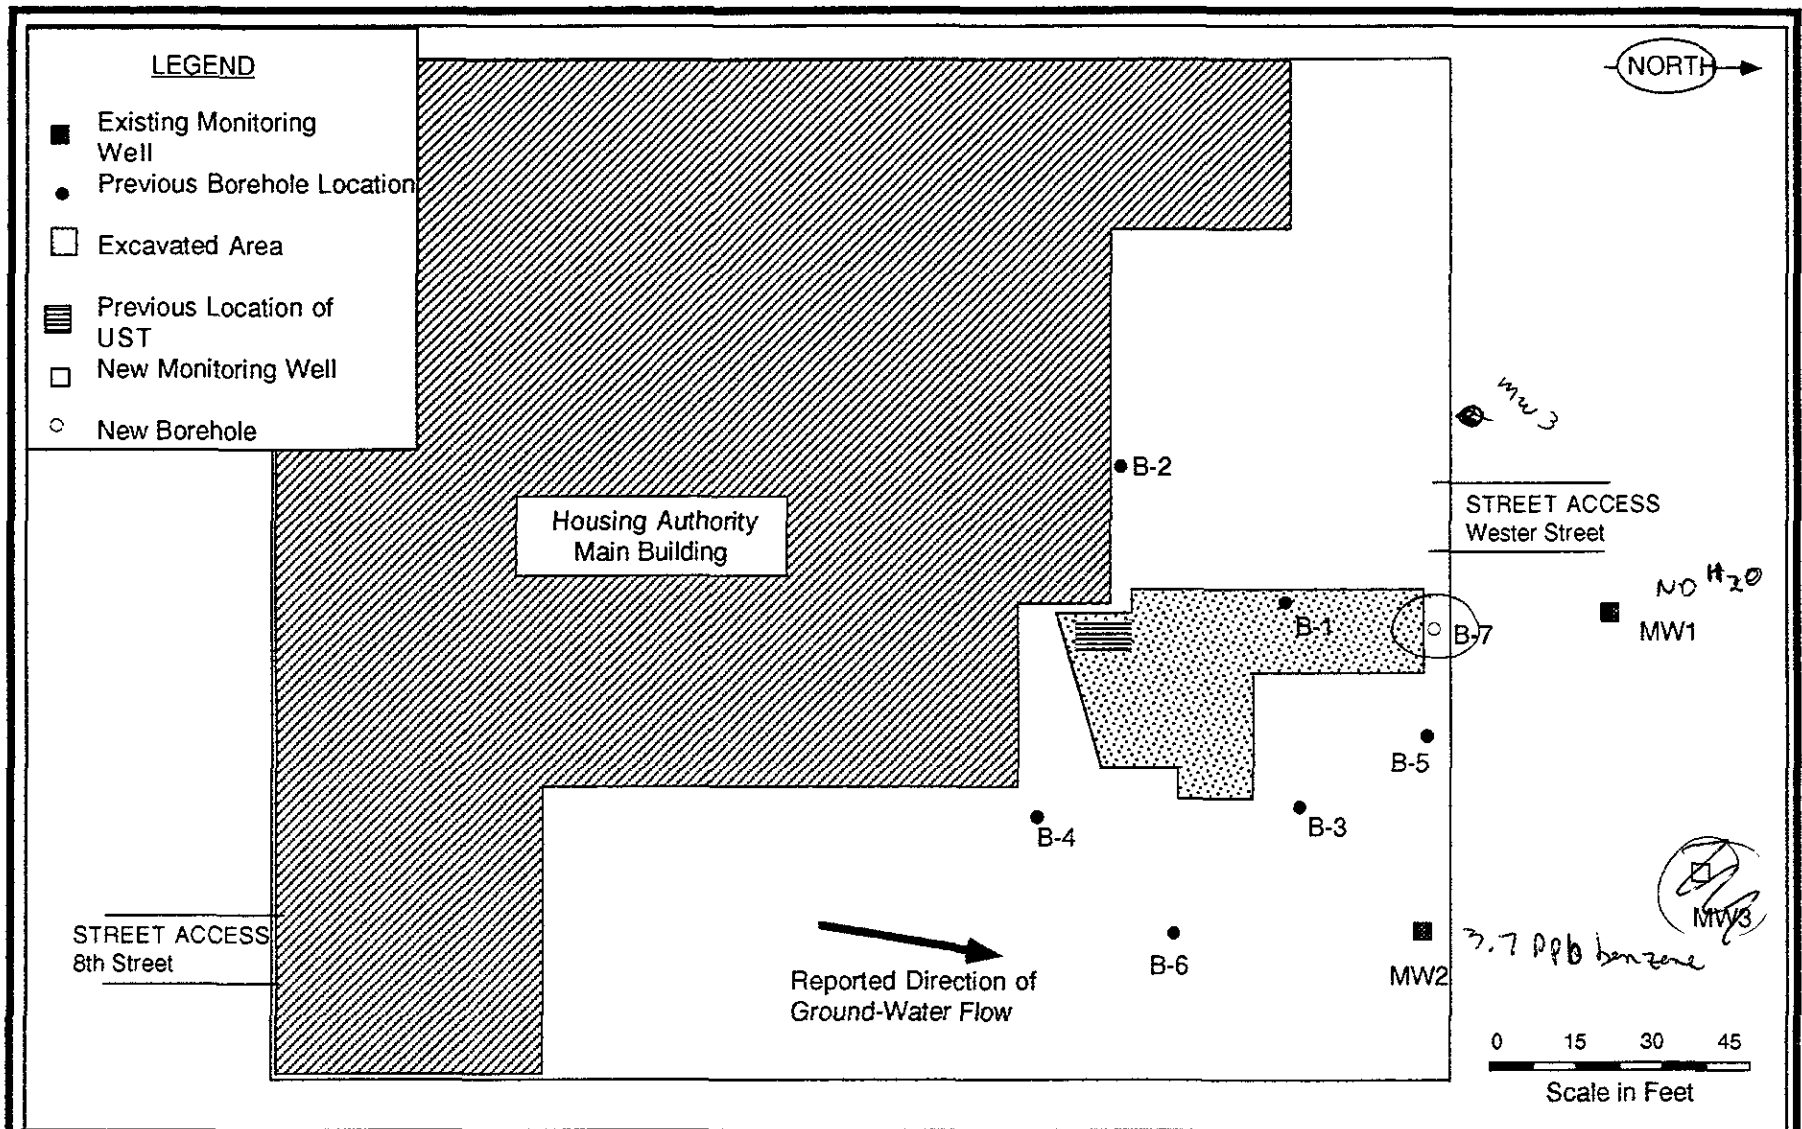 LEGEND
Existing Monitoring
Well
Previous Borehole Location
Excavated Area
Previous Location of
UST
New Monitoring Well
New Borehole
NORTH
MW3
B-2
STREET ACCESS
Wester Street
Housing Authority
Main Building
NO H2O
MW1
B-1
B-7
B-5
B-3
B-4
MW3
STREET ACCESS
8th Street
B-6
MW2
3.7 ppb benzene
Reported Direction of
Ground-Water Flow
0 15 30 45
Scale in Feet